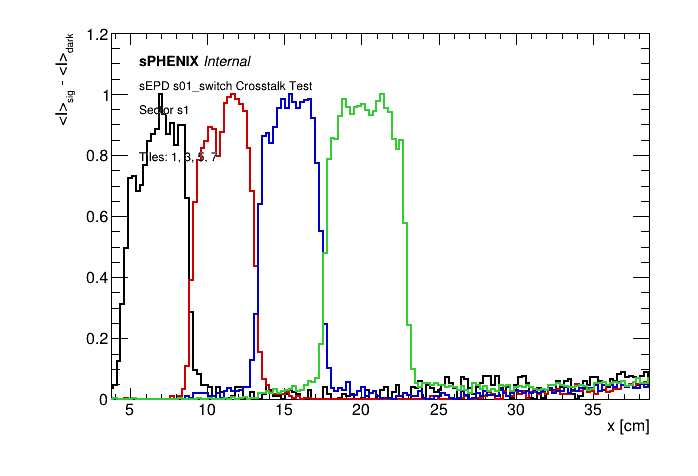 <I>sig - <I>dark
1.2
1
0.8
0.6
0.4
0.2
0
sPHENIX Internal
sEPD s01_switch Crosstalk Test
Sector s1
Tiles: 1, 3, 5, 7
5 10 15 20 25 30 35
x [cm]